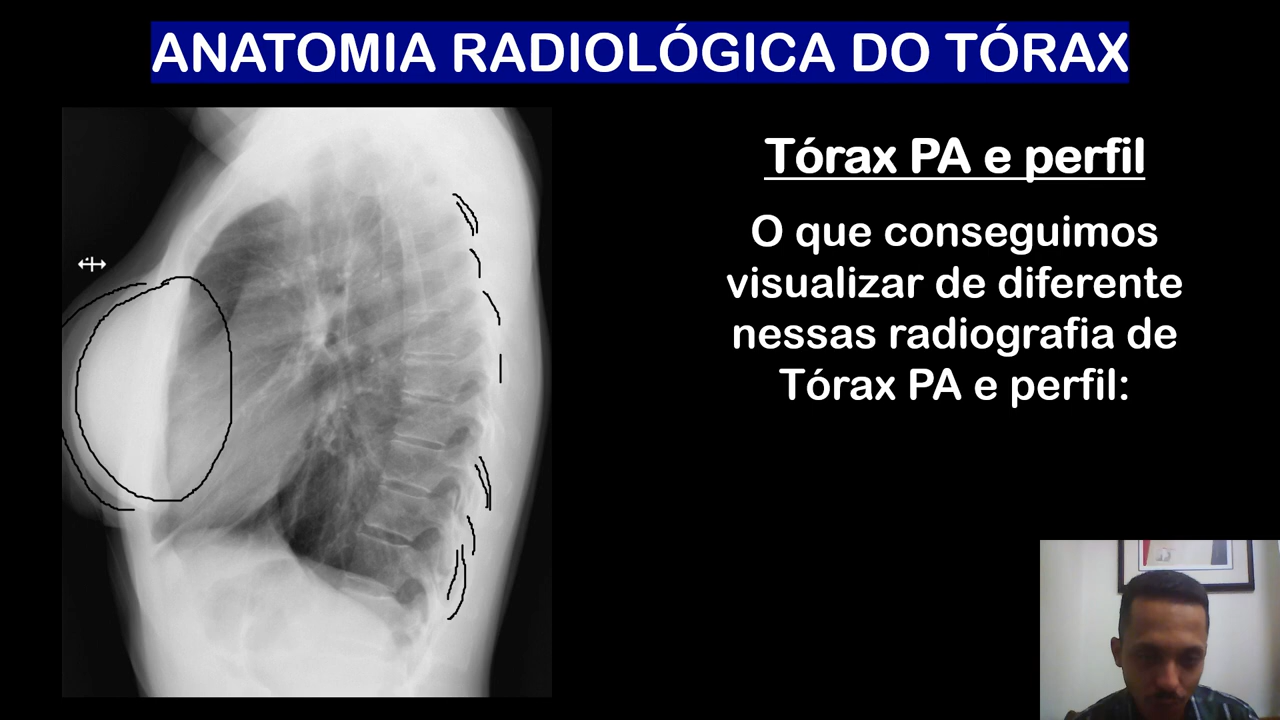 ANATOMIA RADIOLÓGICA DO TÓRAX
Tórax PA e perfil
O que conseguimos
visualizar de diferente
nessas radiografia de
Tórax PA e perfil: